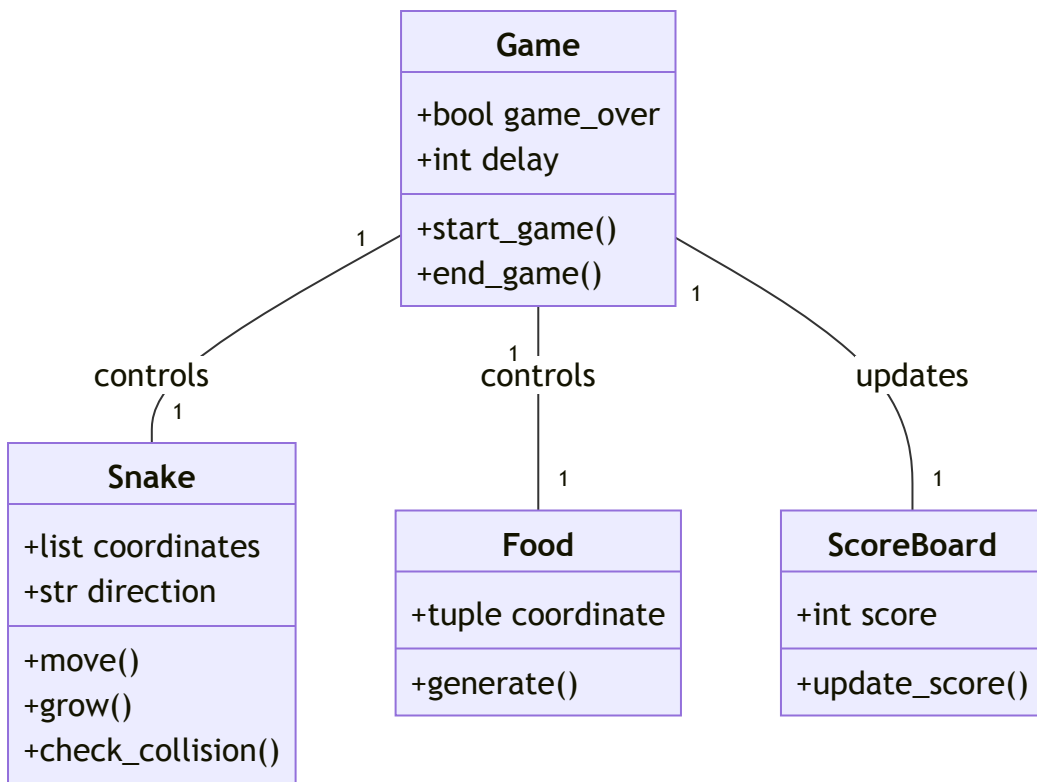 Game
+bool game_over
+int delay
+start_game()
+end_game()
1
1
1
controls
controls
updates
1
1
1
Snake
+list coordinates
+str direction
+move()
+grow()
+check_collision()
Food
+tuple coordinate
+generate()
ScoreBoard
+int score
+update_score()